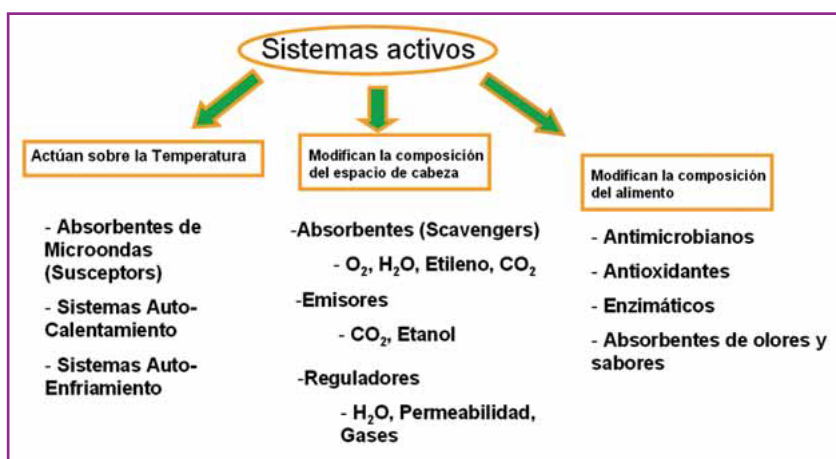 Sistemas activos
Actúan sobre la Temperatura
- Absorbentes de
Microondas
(Susceptors)
- Sistemas Auto-
Calentamiento
- Sistemas Auto-
Enfriamiento
Modifican la composición
del espacio de cabeza
-Absorbentes (Scavengers)
- O₂, H₂O, Etileno, CO₂
-Emisores
- CO₂, Etanol
-Reguladores
- H₂O, Permeabilidad,
Gases
Modifican la composición
del alimento
- Antimicrobianos
- Antioxidantes
- Enzimáticos
- Absorbentes de olores y
sabores